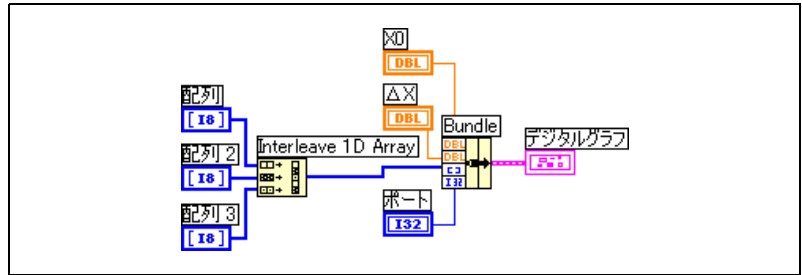 X0
DBL
配列
[I8]
ΔX
DBL
Bundle
デジタルグラフ
配列 2
[I8]
Interleave 1D Array
DBL
DBL
[ ]
I32
ポート
I32
配列 3
[I8]